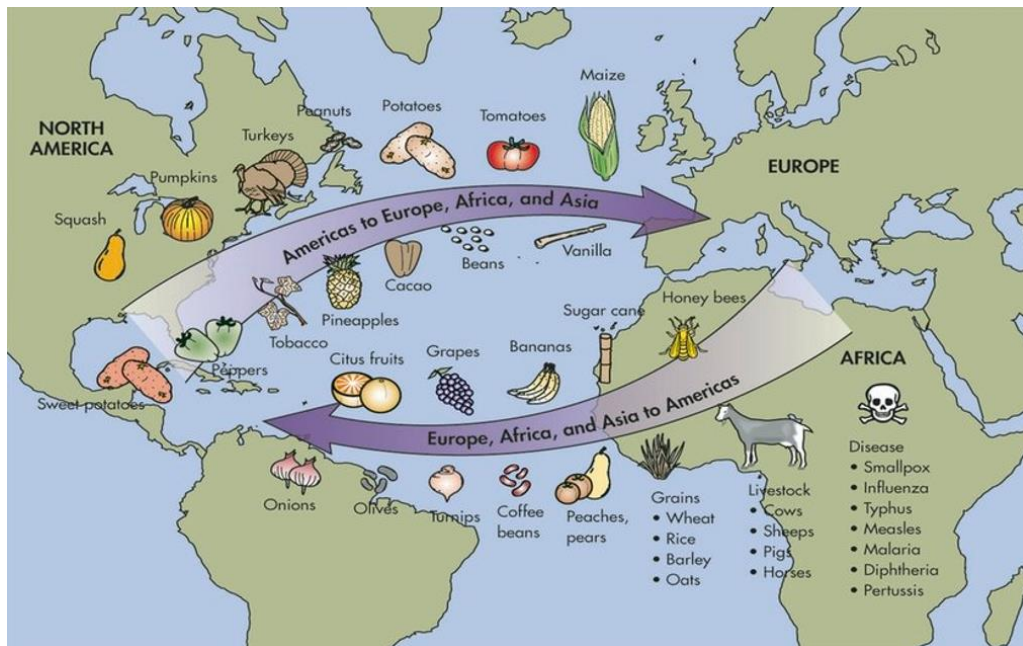 NORTH
AMERICA
Squash
Pumpkins
Turkeys
Peanuts
Potatoes
Tomatoes
Maize
EUROPE
Americas to Europe, Africa, and Asia
Tobacco
Pineapples
Cacao
Beans
Vanilla
Peppers
Sweet potatoes
Citus fruits
Grapes
Bananas
Sugar cane
Honey bees
AFRICA
Europe, Africa, and Asia to Americas
Onions
Olives
Turnips
Coffee
beans
Peaches,
pears
Grains
• Wheat
• Rice
• Barley
• Oats
Livestock
• Cows
• Sheeps
• Pigs
• Horses
Disease
• Smallpox
• Influenza
• Typhus
• Measles
• Malaria
• Diphtheria
• Pertussis